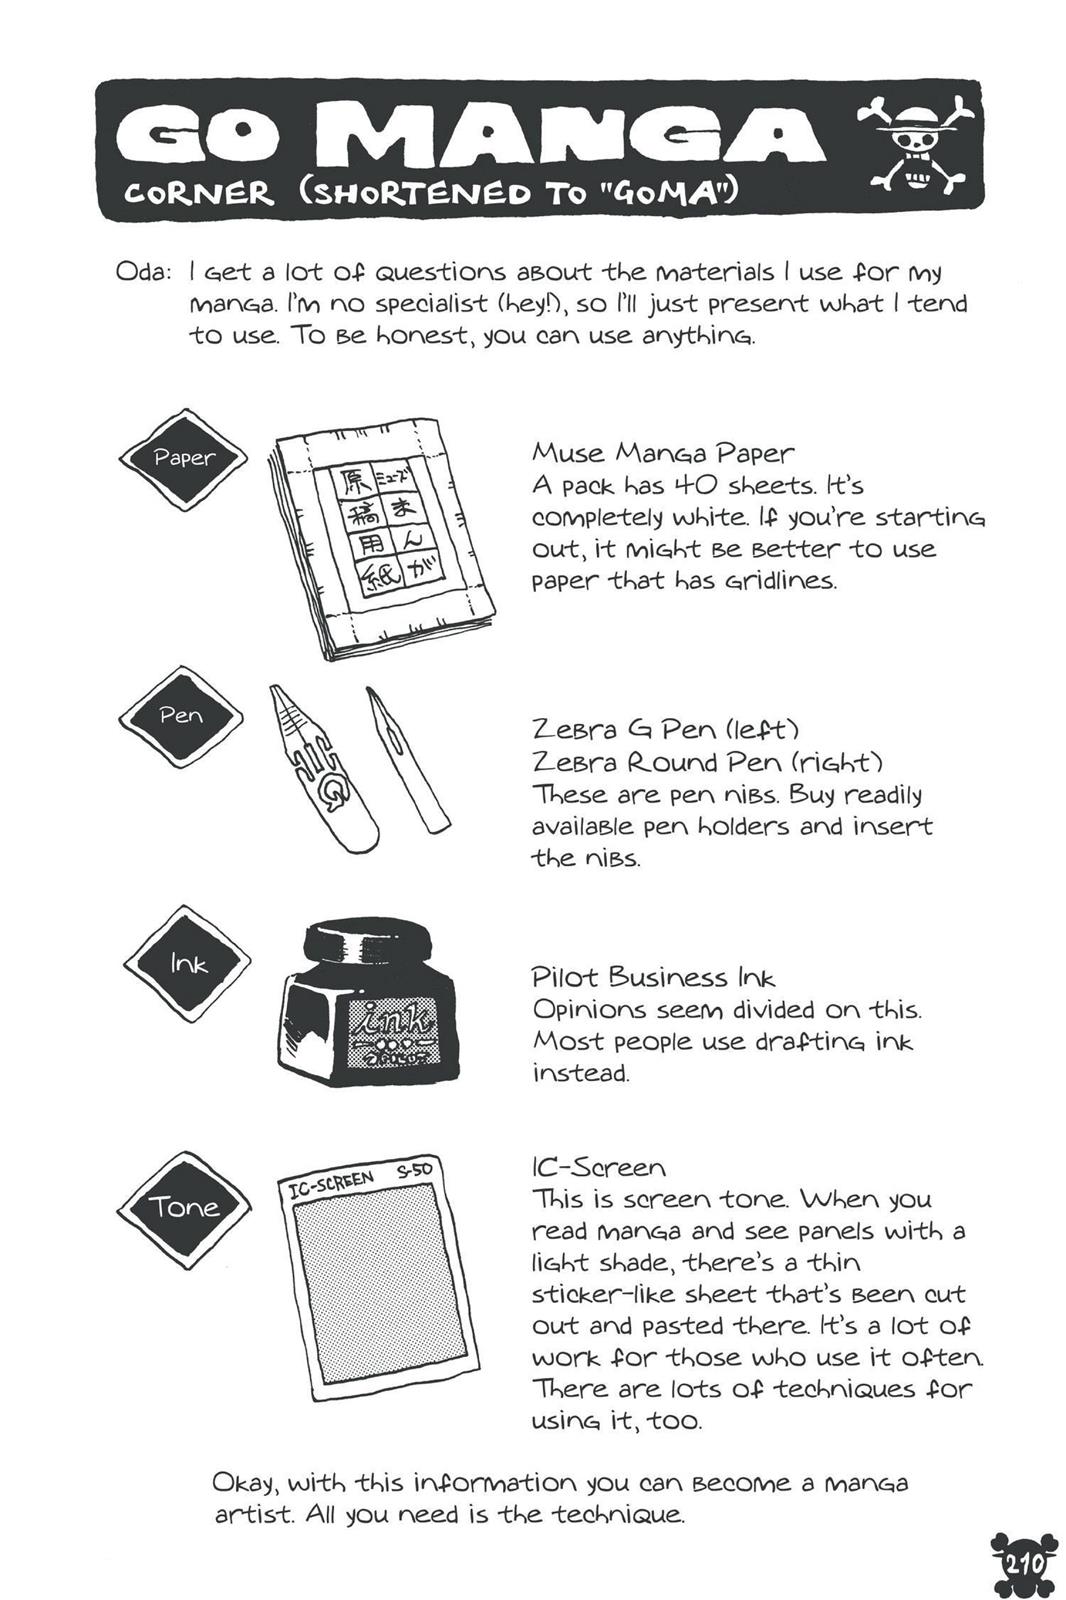 GO MANGA
CORNER (SHORTENED TO "GOMA")
Oda: I get a lot of questions about the materials I use for my
manga. I'm no specialist (hey!), so I'll just present what I tend
to use. To be honest, you can use anything.
Paper
ミューズ
まんが
原稿用紙
Muse Manga Paper
A pack has 40 sheets. It's
completely white. If you're starting
out, it might be better to use
paper that has gridlines.
Pen
Zebra G Pen (left)
Zebra Round Pen (right)
These are pen nibs. Buy readily
available pen holders and insert
the nibs.
Ink
ink
Pilot Business Ink
Opinions seem divided on this.
Most people use drafting ink
instead.
Tone
IC-SCREEN S-50
IC-Screen
This is screen tone. When you
read manga and see panels with a
light shade, there's a thin
sticker-like sheet that's been cut
out and pasted there. It's a lot of
work for those who use it often.
There are lots of techniques for
using it, too.
Okay, with this information you can become a manga
artist. All you need is the technique.
210